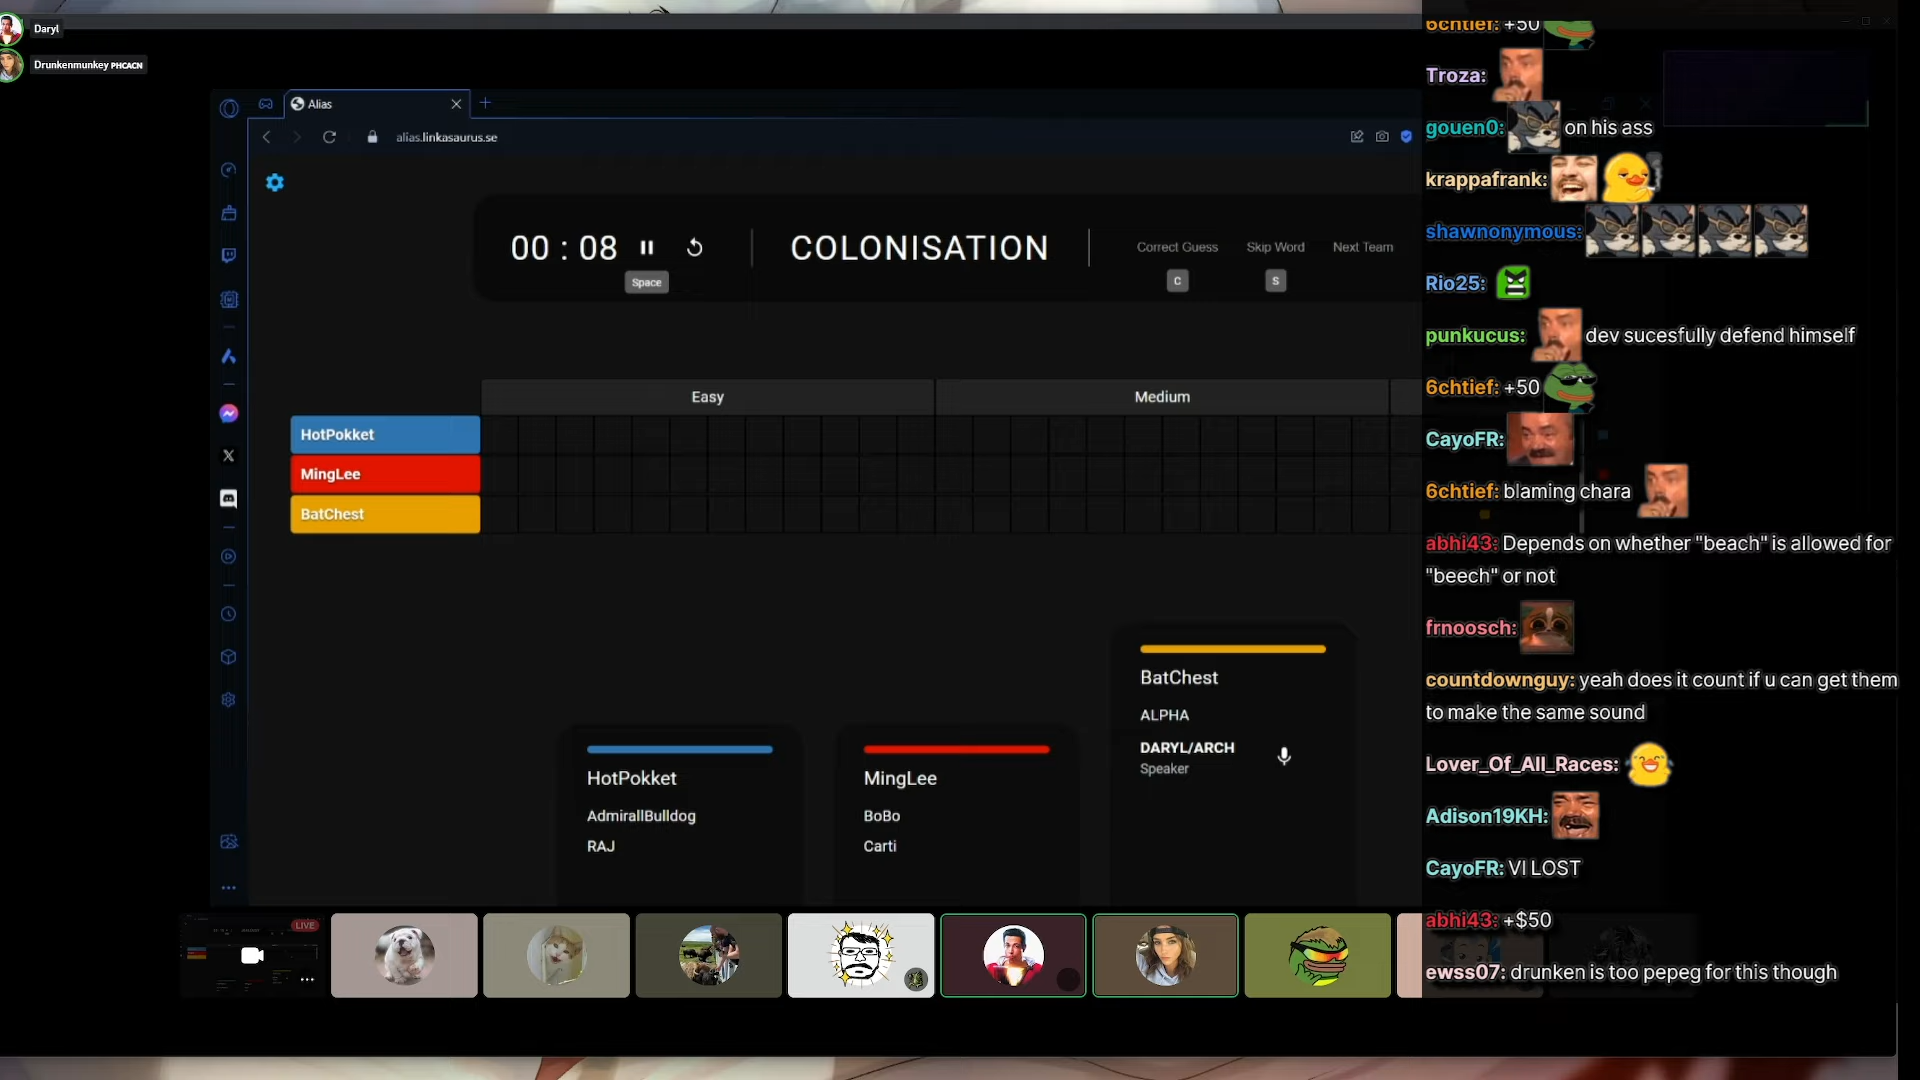 Daryl
Drunkenmunkey PHCACN
Alias
alias.linkasaurus.se
00 : 08
Space
COLONISATION
Correct Guess
Skip Word
Next Team
C
S
Easy
Medium
HotPokket
MingLee
BatChest
HotPokket
AdmirallBulldog
RAJ
MingLee
BoBo
Carti
BatChest
ALPHA
DARYL/ARCH
Speaker
LIVE
6chtief: +50
Troza:
gouen0: on his ass
krappafrank:
shawnonymous:
Rio25:
punkucus: dev sucesfully defend himself
6chtief: +50
CayoFR:
6chtief: blaming chara
abhi43: Depends on whether "beach" is allowed for
"beech" or not
frnoosch:
countdownguy: yeah does it count if u can get them
to make the same sound
Lover_Of_All_Races:
Adison19KH:
CayoFR: VI LOST
abhi43: +$50
ewss07: drunken is too pepeg for this though